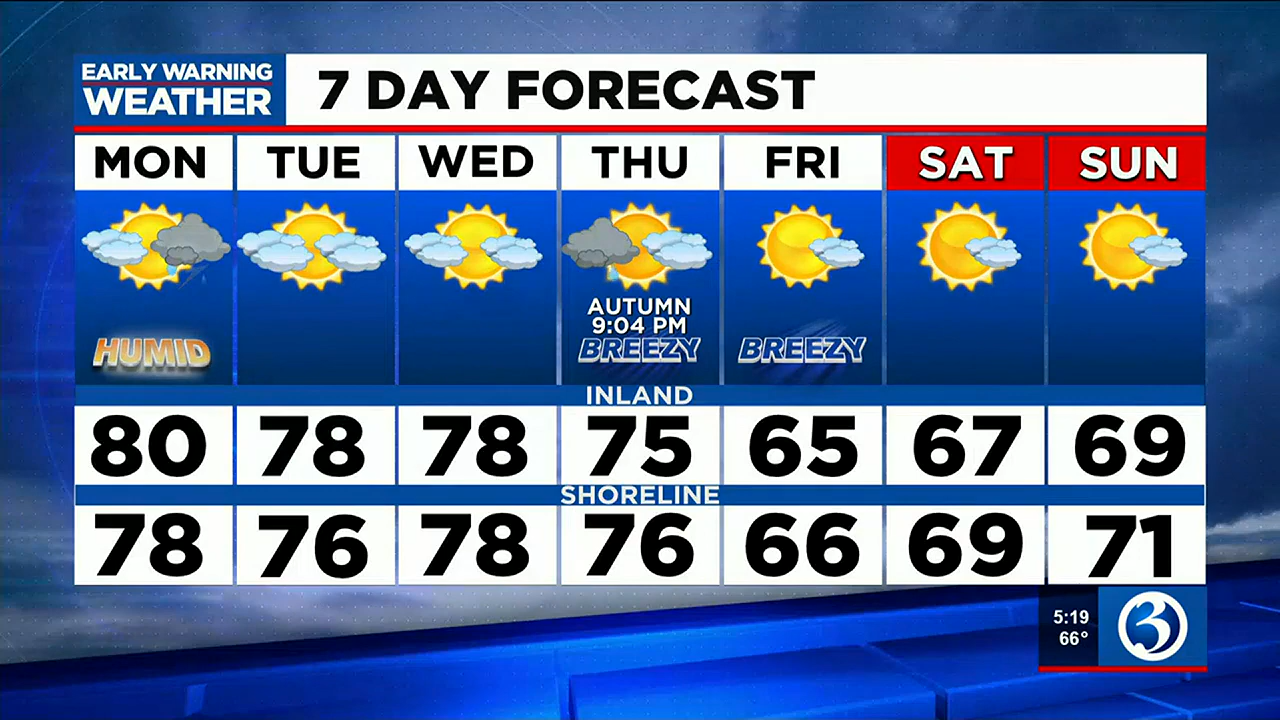 EARLY WARNING
WEATHER
7 DAY FORECAST
MON TUE WED THU FRI SAT SUN
AUTUMN
9:04 PM
HUMID BREEZY BREEZY
INLAND
80 78 78 75 65 67 69
SHORELINE
78 76 78 76 66 69 71
5:19
66°
3